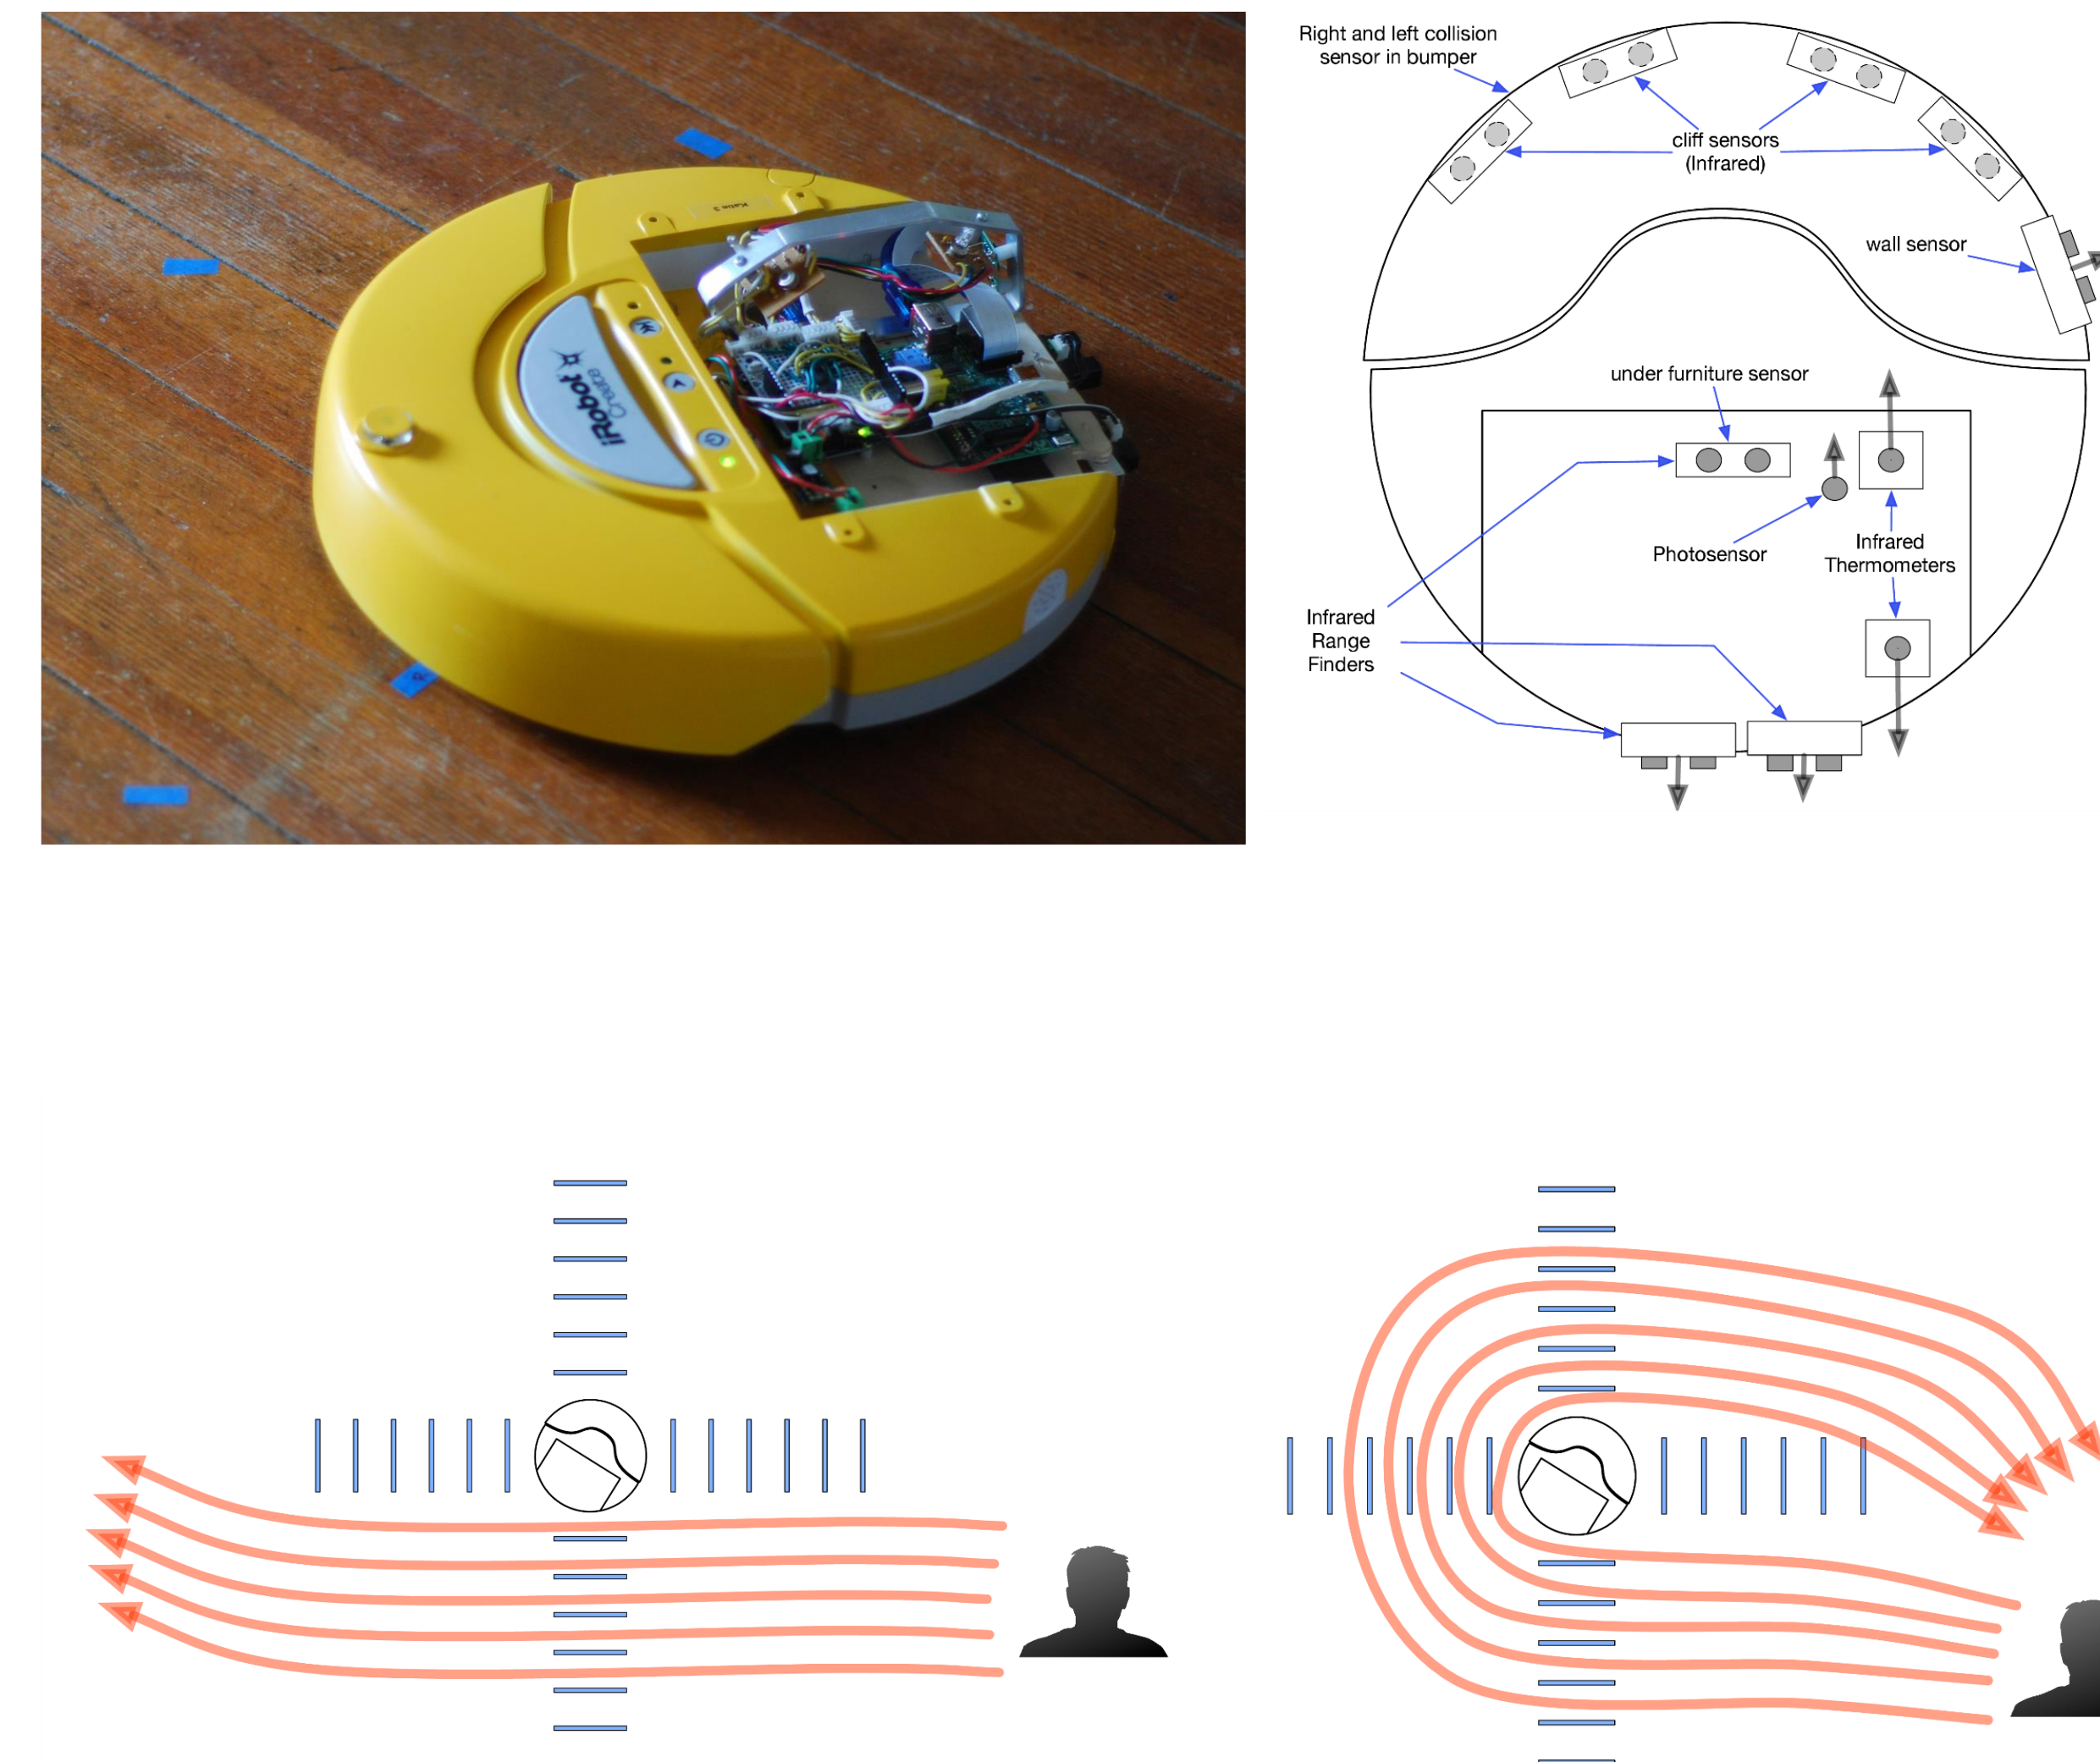 iRobot
Create
Right and left collision
sensor in bumper
cliff sensors
(Infrared)
wall sensor
under furniture sensor
Photosensor
Infrared
Thermometers
Infrared
Range
Finders